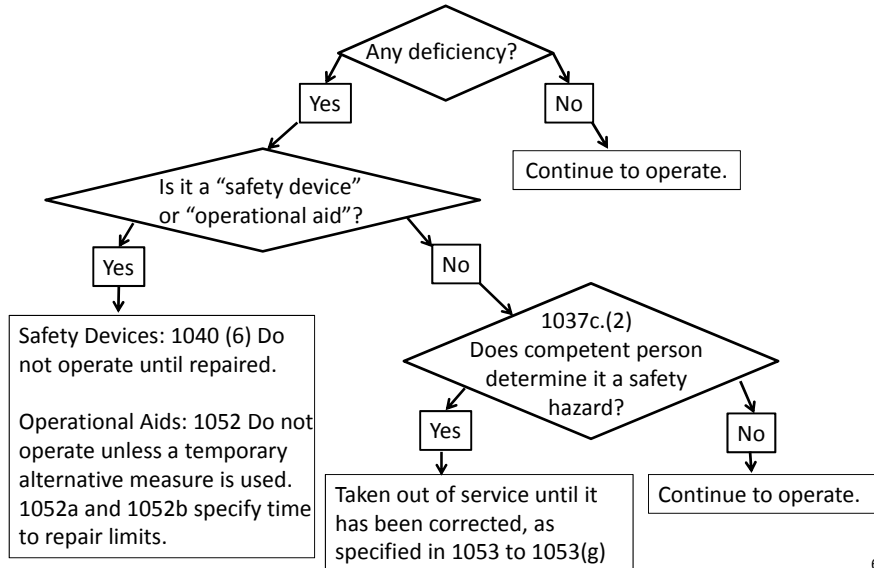 Any deficiency?
Yes
No
Continue to operate.
Is it a “safety device”
or “operational aid”?
Yes
No
Safety Devices: 1040 (6) Do
not operate until repaired.
Operational Aids: 1052 Do not
operate unless a temporary
alternative measure is used.
1052a and 1052b specify time
to repair limits.
1037c.(2)
Does competent person
determine it a safety
hazard?
Yes
No
Taken out of service until it
has been corrected, as
specified in 1053 to 1053(g)
Continue to operate.